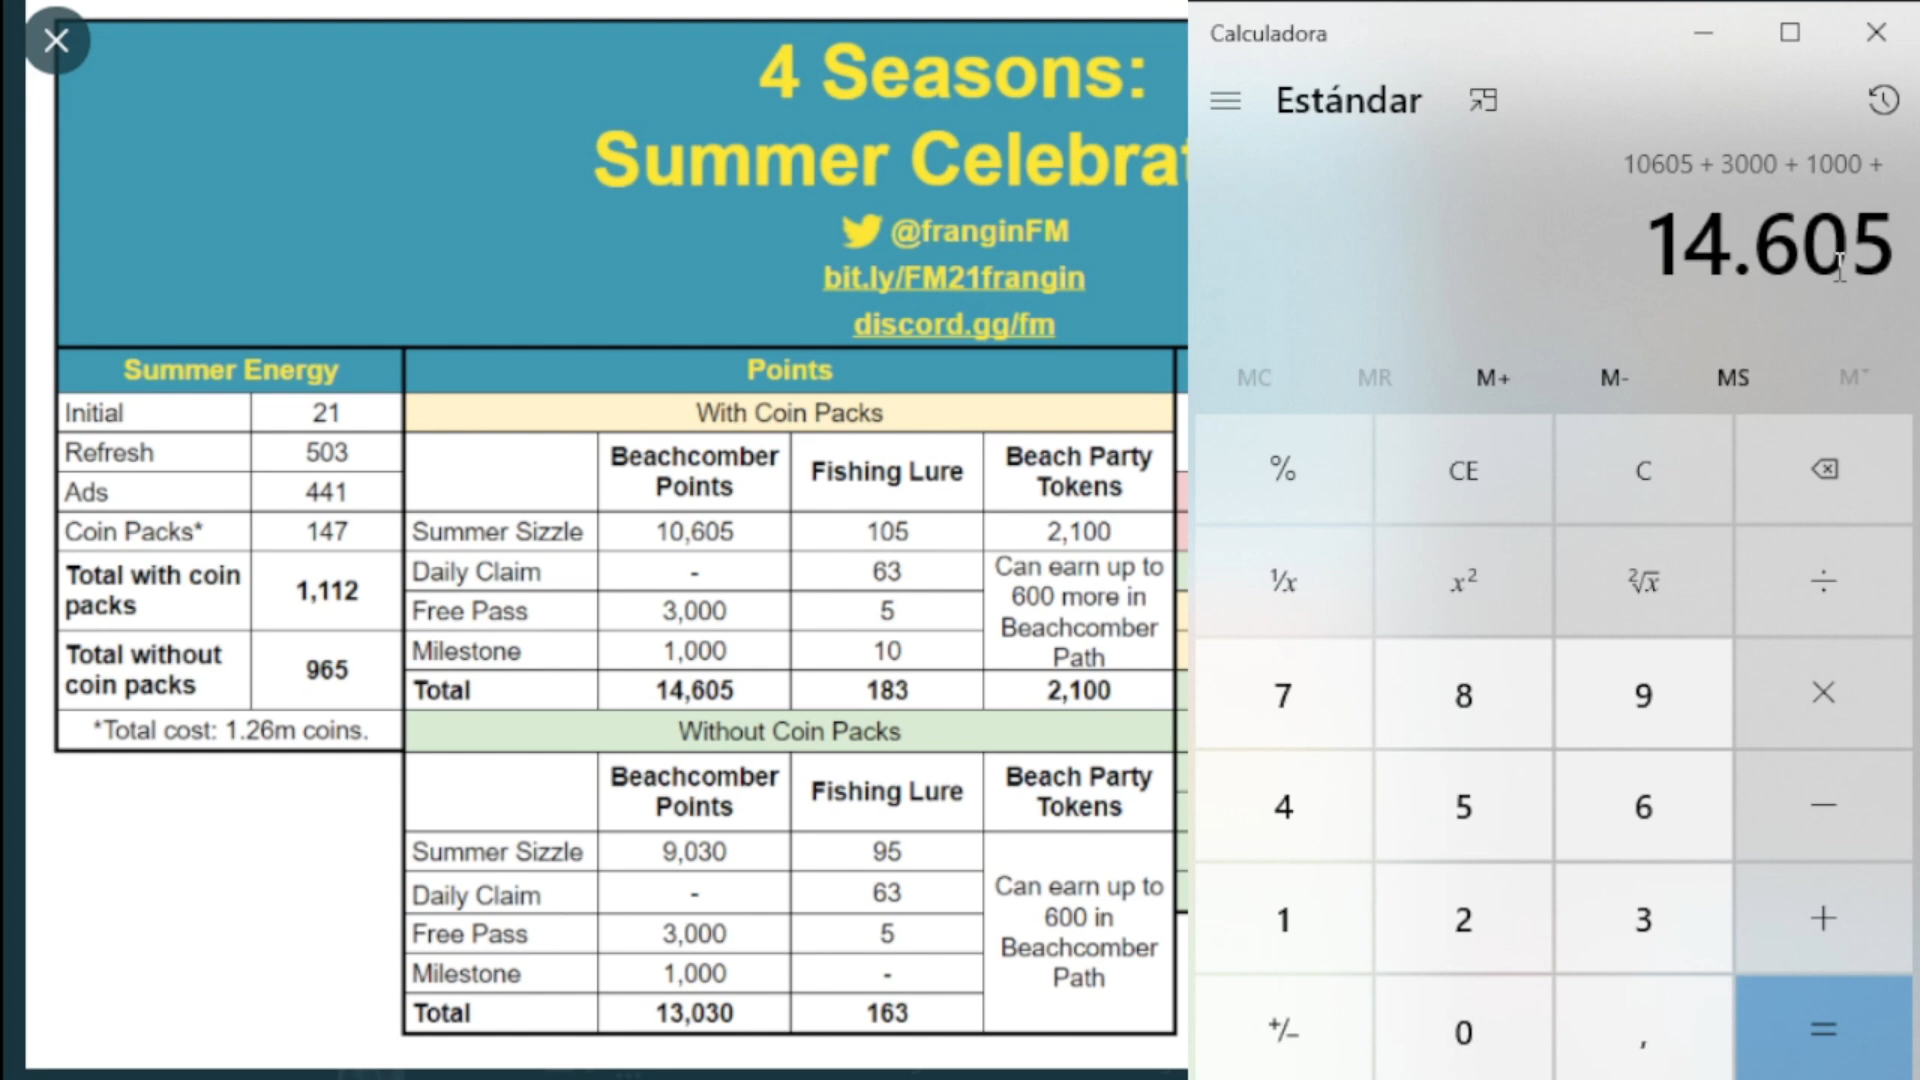 4 Seasons:
Summer Celebrat
@franginFM
bit.ly/FM21frangin
discord.gg/fm
Summer Energy
Initial 21
Refresh 503
Ads 441
Coin Packs* 147
Total with coin packs 1,112
Total without coin packs 965
*Total cost: 1.26m coins.
Points
With Coin Packs
Beachcomber Points Fishing Lure Beach Party Tokens
Summer Sizzle 10,605 105 2,100
Daily Claim - 63
Free Pass 3,000 5
Milestone 1,000 10
Can earn up to
600 more in
Beachcomber
Path
Total 14,605 183 2,100
Without Coin Packs
Beachcomber Points Fishing Lure Beach Party Tokens
Summer Sizzle 9,030 95
Daily Claim - 63
Free Pass 3,000 5
Milestone 1,000 -
Total 13,030 163
Can earn up to
600 in
Beachcomber
Path
Calculadora
Estándar
10605 + 3000 + 1000 +
14.605
MC MR M+ M- MS M˅
% CE C
⅟x x² ²√x ÷
7 8 9 ×
4 5 6 −
1 2 3 +
+/− 0 , =